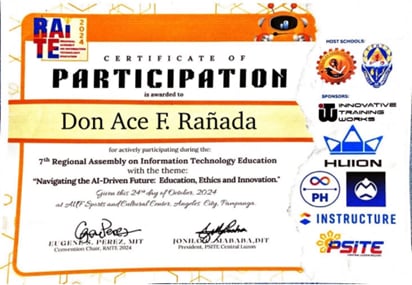 RAI
TE
2024
CERTIFICATE OF
PARTICIPATION
is awarded to
Don Ace F. Rañada
for actively participating during the:
7th Regional Assembly on Information Technology Education
with the theme:
"Navigating the AI-Driven Future: Education, Ethics and Innovation."
Given this 24th day of October, 2024
at AUF Sports and Cultural Center, Angeles City, Pampanga.
EUGENE S. PEREZ, MIT
Convention Chair, RAITE 2024
MABABA, DIT
President, PSITE Central Luzon
HOST SCHOOLS:
SPONSORS:
INNOVATIVE
TRAINING
WORKS
HUION
PH
INSTRUCTURE
PSITE